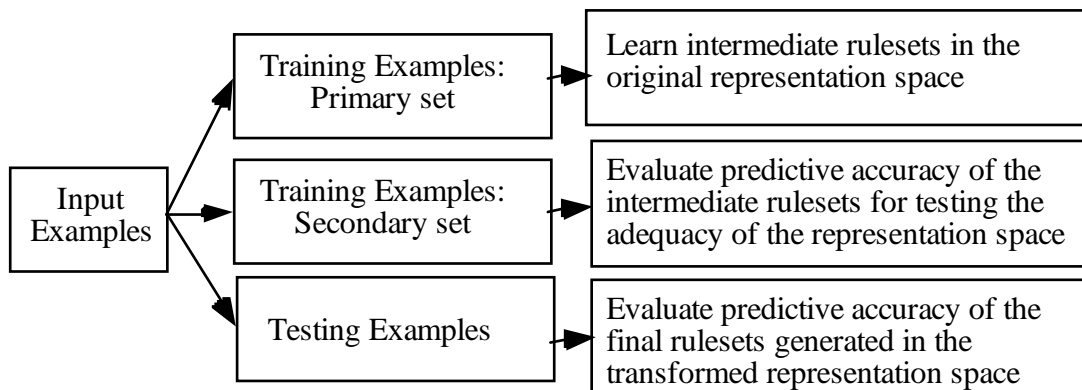 Input
Examples
Training Examples:
Primary set
Learn intermediate rulesets in the
original representation space
Training Examples:
Secondary set
Evaluate predictive accuracy of the
intermediate rulesets for testing the
adequacy of the representation space
Testing Examples
Evaluate predictive accuracy of the
final rulesets generated in the
transformed representation space